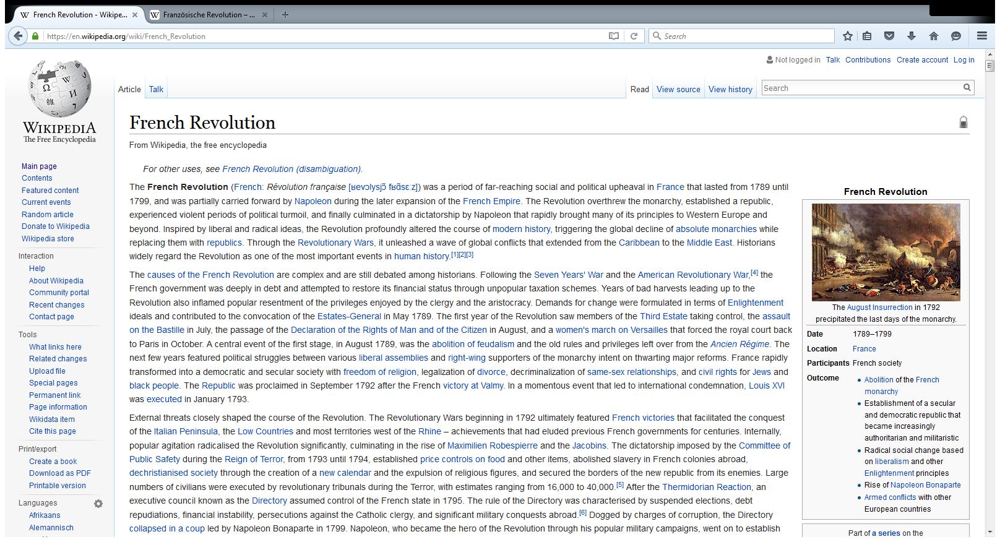 French Revolution - Wikipe...
Französische Revolution – ...
https://en.wikipedia.org/wiki/French_Revolution
Search
Not logged in Talk Contributions Create account Log in
Article Talk
Read View source View history
Search
WIKIPEDIA
The Free Encyclopedia
Main page
Contents
Featured content
Current events
Random article
Donate to Wikipedia
Wikipedia store
Interaction
Help
About Wikipedia
Community portal
Recent changes
Contact page
Tools
What links here
Related changes
Upload file
Special pages
Permanent link
Page information
Wikidata item
Cite this page
Print/export
Create a book
Download as PDF
Printable version
Languages
Afrikaans
Alemannisch
French Revolution
From Wikipedia, the free encyclopedia
For other uses, see French Revolution (disambiguation).
The French Revolution (French: Révolution française [ʁevɔlysjɔ̃ fʁɑ̃sɛːz]) was a period of far-reaching social and political upheaval in France that lasted from 1789 until
1799, and was partially carried forward by Napoleon during the later expansion of the French Empire. The Revolution overthrew the monarchy, established a republic,
experienced violent periods of political turmoil, and finally culminated in a dictatorship by Napoleon that rapidly brought many of its principles to Western Europe and
beyond. Inspired by liberal and radical ideas, the Revolution profoundly altered the course of modern history, triggering the global decline of absolute monarchies while
replacing them with republics. Through the Revolutionary Wars, it unleashed a wave of global conflicts that extended from the Caribbean to the Middle East. Historians
widely regard the Revolution as one of the most important events in human history.[1][2][3]
The causes of the French Revolution are complex and are still debated among historians. Following the Seven Years' War and the American Revolutionary War,[4] the
French government was deeply in debt and attempted to restore its financial status through unpopular taxation schemes. Years of bad harvests leading up to the
Revolution also inflamed popular resentment of the privileges enjoyed by the clergy and the aristocracy. Demands for change were formulated in terms of Enlightenment
ideals and contributed to the convocation of the Estates-General in May 1789. The first year of the Revolution saw members of the Third Estate taking control, the assault
on the Bastille in July, the passage of the Declaration of the Rights of Man and of the Citizen in August, and a women's march on Versailles that forced the royal court back
to Paris in October. A central event of the first stage, in August 1789, was the abolition of feudalism and the old rules and privileges left over from the Ancien Régime. The
next few years featured political struggles between various liberal assemblies and right-wing supporters of the monarchy intent on thwarting major reforms. France rapidly
transformed into a democratic and secular society with freedom of religion, legalization of divorce, decriminalization of same-sex relationships, and civil rights for Jews and
black people. The Republic was proclaimed in September 1792 after the French victory at Valmy. In a momentous event that led to international condemnation, Louis XVI
was executed in January 1793.
External threats closely shaped the course of the Revolution. The Revolutionary Wars beginning in 1792 ultimately featured French victories that facilitated the conquest
of the Italian Peninsula, the Low Countries and most territories west of the Rhine – achievements that had eluded previous French governments for centuries. Internally,
popular agitation radicalised the Revolution significantly, culminating in the rise of Maximilien Robespierre and the Jacobins. The dictatorship imposed by the Committee of
Public Safety during the Reign of Terror, from 1793 until 1794, established price controls on food and other items, abolished slavery in French colonies abroad,
dechristianised society through the creation of a new calendar and the expulsion of religious figures, and secured the borders of the new republic from its enemies. Large
numbers of civilians were executed by revolutionary tribunals during the Terror, with estimates ranging from 16,000 to 40,000.[5] After the Thermidorian Reaction, an
executive council known as the Directory assumed control of the French state in 1795. The rule of the Directory was characterised by suspended elections, debt
repudiations, financial instability, persecutions against the Catholic clergy, and significant military conquests abroad.[6] Dogged by charges of corruption, the Directory
collapsed in a coup led by Napoleon Bonaparte in 1799. Napoleon, who became the hero of the Revolution through his popular military campaigns, went on to establish
French Revolution
The August Insurrection in 1792
precipitated the last days of the monarchy.
Date 1789–1799
Location France
Participants French society
Outcome
• Abolition of the French
monarchy
• Establishment of a secular
and democratic republic that
became increasingly
authoritarian and militaristic
• Radical social change based
on liberalism and other
Enlightenment principles
• Rise of Napoleon Bonaparte
• Armed conflicts with other
European countries
Part of a series on the